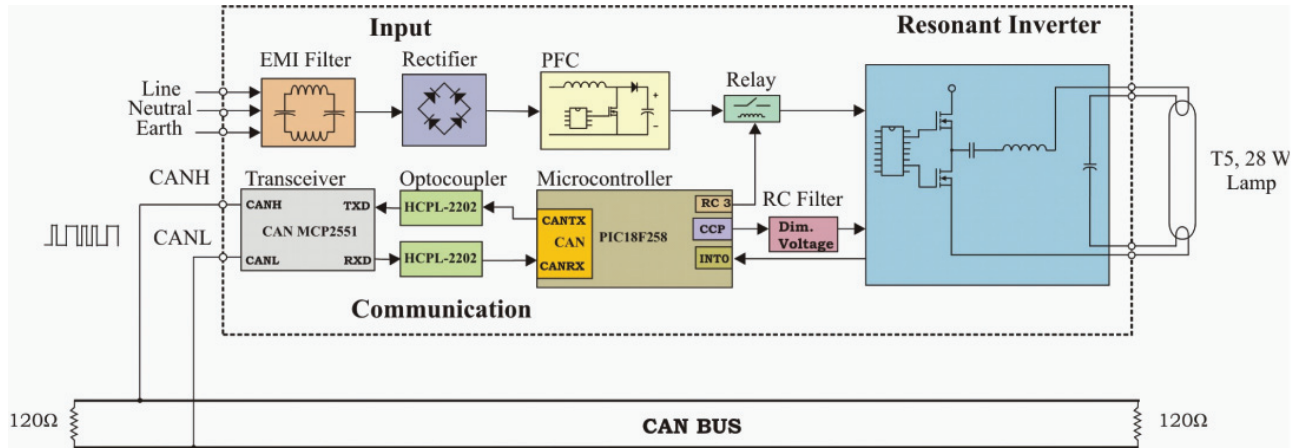 Input
Resonant Inverter
EMI Filter
Rectifier
PFC
Relay
Line
Neutral
Earth
+
−
T5, 28 W
Lamp
CANH
CANL
Transceiver
Optocoupler
Microcontroller
RC Filter
CANH
TXD
CAN MCP2551
CANL
RXD
HCPL-2202
HCPL-2202
CANTX
CAN
CANRX
PIC18F258
RC 3
CCP
INTO
Dim.
Voltage
Communication
120Ω
CAN BUS
120Ω